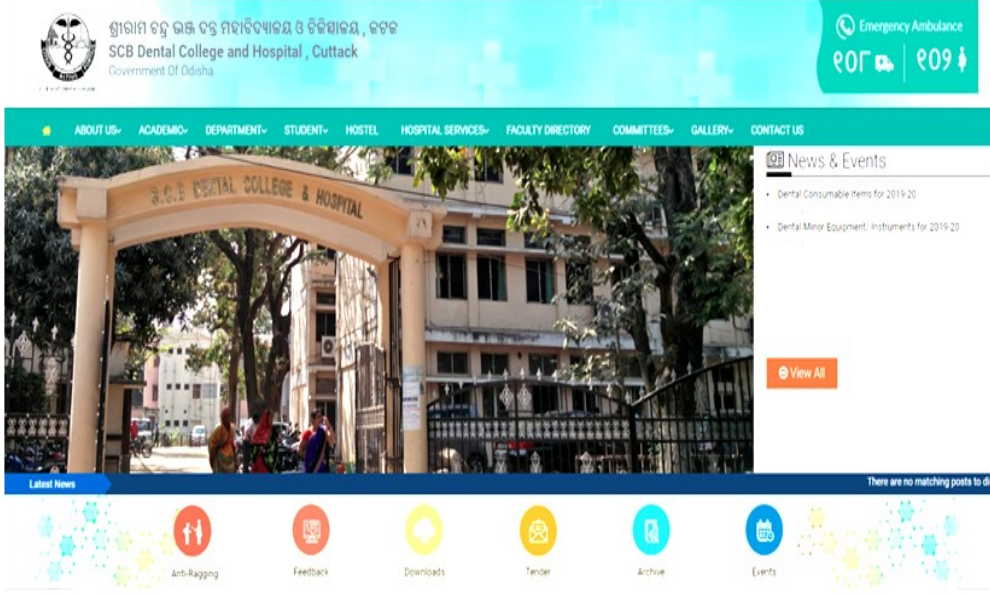 ଶ୍ରୀରାମ ଚନ୍ଦ୍ର ଭଞ୍ଜ ଦନ୍ତ ମହାବିଦ୍ୟାଳୟ ଓ ଚିକିତ୍ସାଳୟ , କଟକ
SCB Dental College and Hospital , Cuttack
Government Of Odisha
Emergency Ambulance
୧୦୮ ୧୦୨
ABOUT US ACADEMIC DEPARTMENT STUDENT HOSTEL HOSPITAL SERVICES FACULTY DIRECTORY COMMITTEES GALLERY CONTACT US
S.C.B DENTAL COLLEGE & HOSPITAL
News & Events
Dental Consumable Items for 2019-20
Dental Minor Equipment/ Instruments for 2019-20
View All
Latest News There are no matching posts to di
Anti-Ragging Feedback Downloads Tender Archive Events